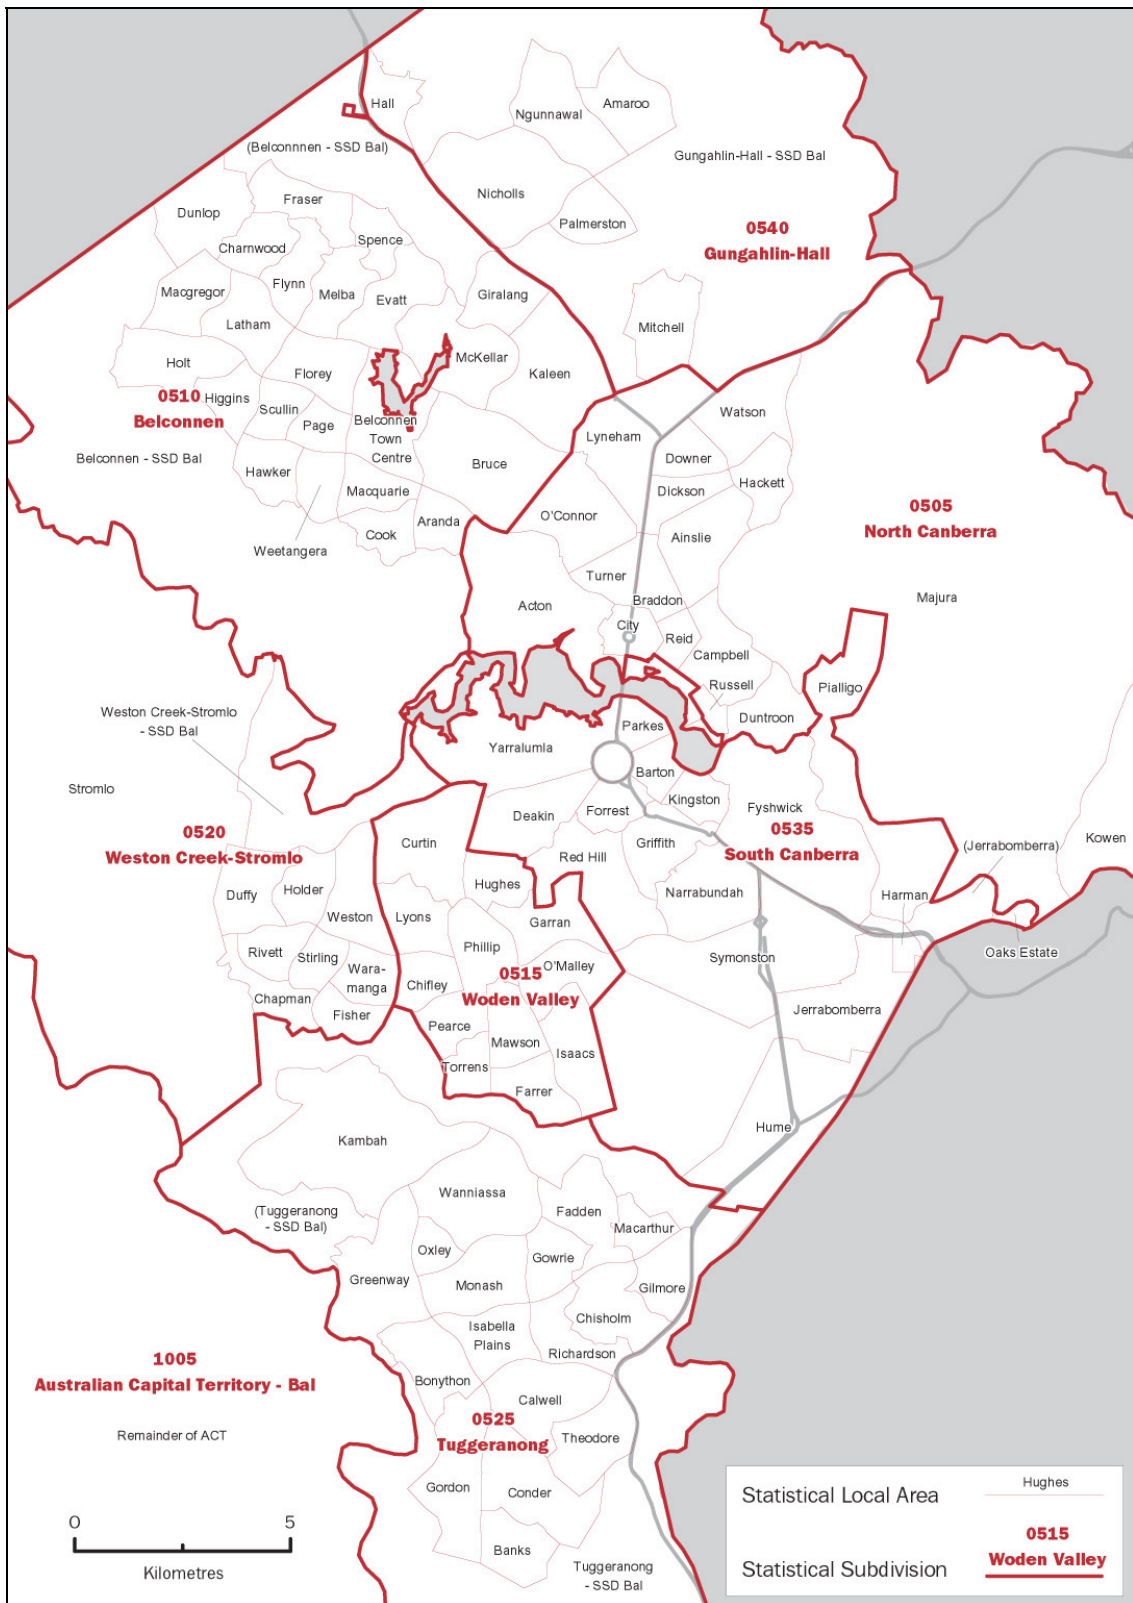 Hall
Ngunnawal
Amaroo
(Belconnnen - SSD Bal)
Gungahlin-Hall - SSD Bal
Nicholls
Fraser
Dunlop
Palmerston
0540
Gungahlin-Hall
Spence
Charnwood
Flynn
Macgregor
Melba
Evatt
Giralang
Latham
Mitchell
McKellar
Holt
Florey
Kaleen
0510
Belconnen
Higgins
Scullin
Page
Belconnen
Town
Centre
Watson
Lyneham
Belconnen - SSD Bal
Hawker
Bruce
Downer
Dickson
Hackett
Macquarie
0505
North Canberra
O'Connor
Aranda
Cook
Ainslie
Weetangera
Turner
Braddon
Majura
Acton
City
Reid
Campbell
Russell
Pialligo
Weston Creek-Stromlo
- SSD Bal
Duntroon
Parkes
Yarralumla
Barton
Stromlo
Kingston
Fyshwick
Deakin
Forrest
0520
Weston Creek-Stromlo
0535
South Canberra
Curtin
Griffith
Kowen
(Jerrabomberra)
Red Hill
Hughes
Holder
Duffy
Narrabundah
Harman
Weston
Lyons
Garran
Phillip
Rivett
Stirling
Oaks Estate
Symonston
Wara-
manga
O'Malley
0515
Woden Valley
Chifley
Chapman
Fisher
Jerrabomberra
Pearce
Mawson
Isaacs
Torrens
Farrer
Hume
Kambah
Wanniassa
(Tuggeranong
- SSD Bal)
Fadden
Macarthur
Oxley
Gowrie
Greenway
Monash
Gilmore
Chisholm
Isabella
Plains
Richardson
1005
Australian Capital Territory - Bal
Bonython
Calwell
0525
Tuggeranong
Remainder of ACT
Theodore
Gordon
Conder
Banks
Tuggeranong
- SSD Bal
0
5
Kilometres
Statistical Local Area
Hughes
Statistical Subdivision
0515
Woden Valley